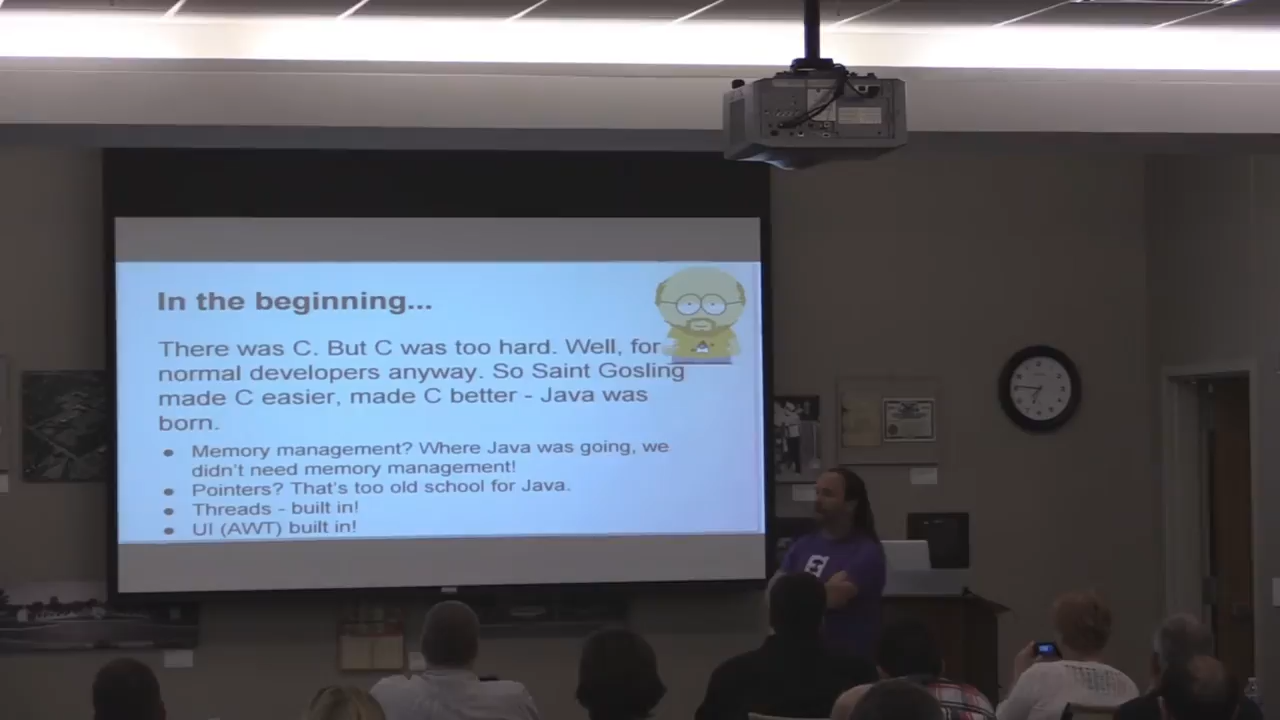 In the beginning...
There was C. But C was too hard. Well, for
normal developers anyway. So Saint Gosling
made C easier, made C better - Java was
born.
● Memory management? Where Java was going, we
didn't need memory management!
● Pointers? That's too old school for Java.
● Threads - built in!
● UI (AWT) built in!